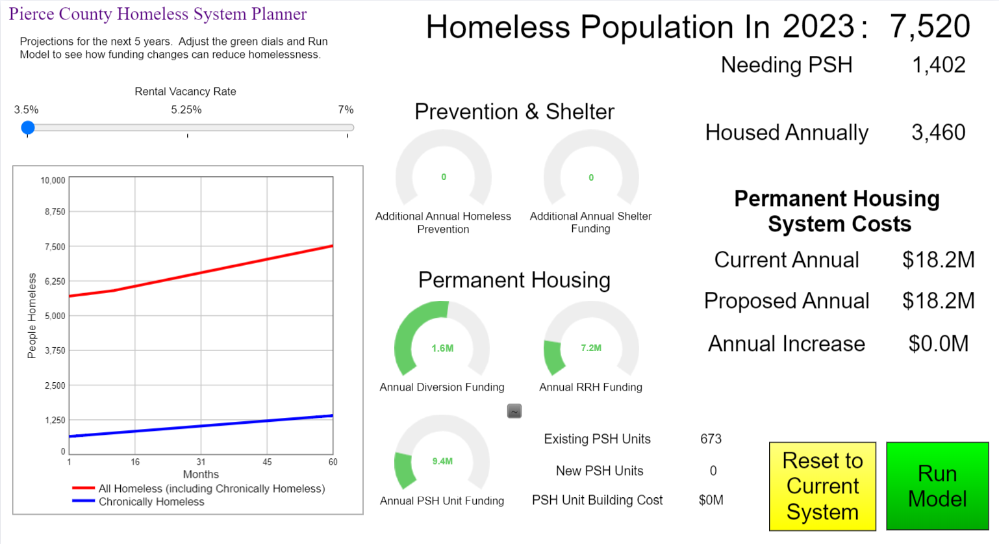 Pierce County Homeless System Planner
Projections for the next 5 years. Adjust the green dials and Run
Model to see how funding changes can reduce homelessness.
Rental Vacancy Rate
3.5% 5.25% 7%
10,000
8,750
7,500
6,250
5,000
3,750
2,500
1,250
0
People Homeless
1 16 31 45 60
Months
All Homeless (including Chronically Homeless)
Chronically Homeless
Homeless Population In 2023: 7,520
Needing PSH 1,402
Housed Annually 3,460
Prevention & Shelter
0
Additional Annual Homeless
Prevention
0
Additional Annual Shelter
Funding
Permanent Housing
1.6M
Annual Diversion Funding
7.2M
Annual RRH Funding
~
9.4M
Annual PSH Unit Funding
Existing PSH Units 673
New PSH Units 0
PSH Unit Building Cost $0M
Permanent Housing
System Costs
Current Annual $18.2M
Proposed Annual $18.2M
Annual Increase $0.0M
Reset to
Current
System
Run
Model